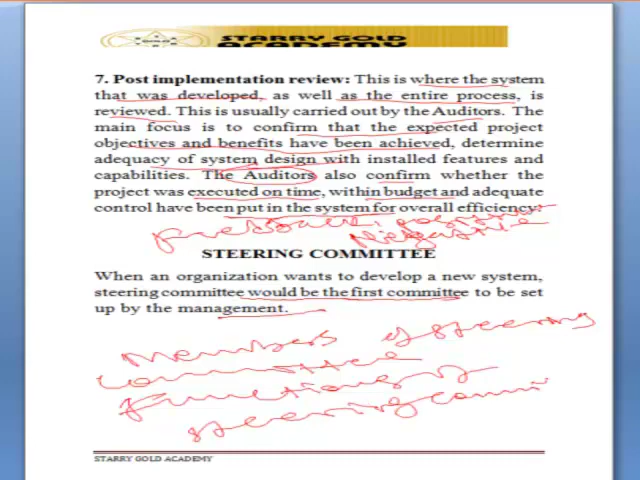 STARRY GOLD
ACADEMY
7. Post implementation review: This is where the system
that was developed, as well as the entire process, is
reviewed. This is usually carried out by the Auditors. The
main focus is to confirm that the expected project
objectives and benefits have been achieved, determine
adequacy of system design with installed features and
capabilities. The Auditors also confirm whether the
project was executed on time, within budget and adequate
control have been put in the system for overall efficiency.
Negative
STEERING COMMITTEE
When an organization wants to develop a new system,
steering committee would be the first committee to be set
up by the management.
Members of steering
committee
Functions of
steering commi
STARRY GOLD ACADEMY